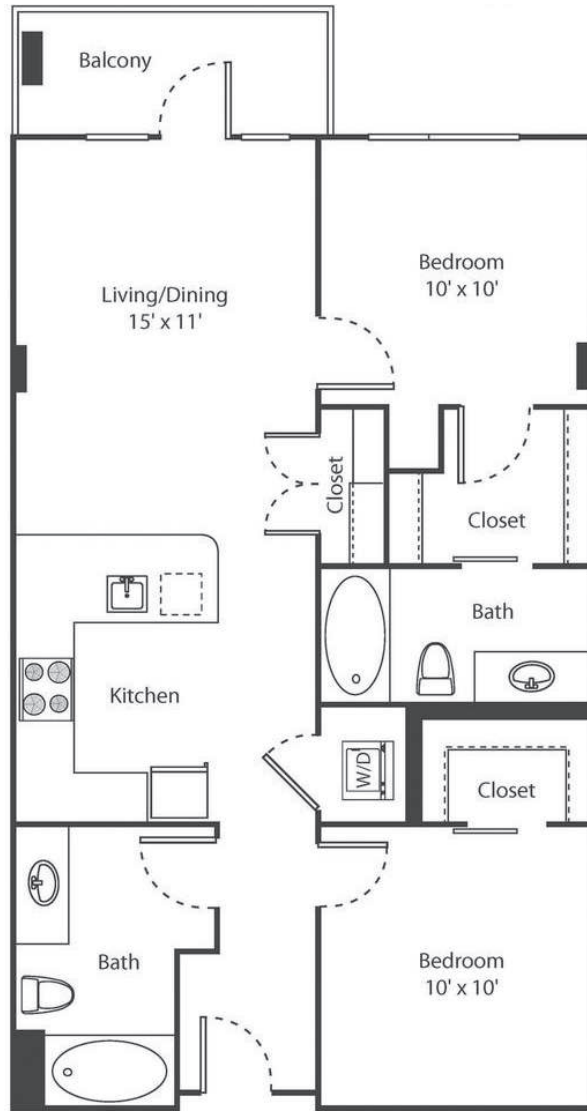 Balcony
Living/Dining
15' x 11'
Bedroom
10' x 10'
Closet
Closet
Bath
Kitchen
W/D
Closet
Bath
Bedroom
10' x 10'